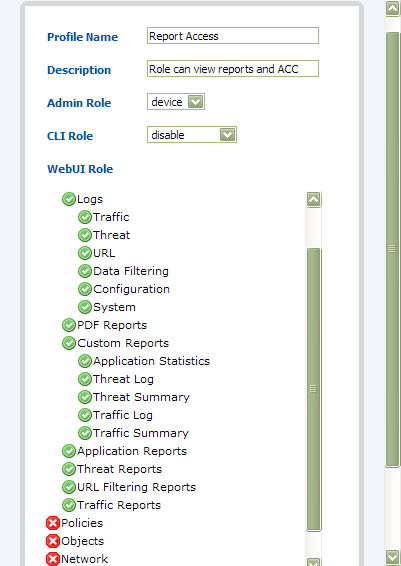 Profile Name Report Access
Description Role can view reports and ACC
Admin Role device
CLI Role disable
WebUI Role
Logs
Traffic
Threat
URL
Data Filtering
Configuration
System
PDF Reports
Custom Reports
Application Statistics
Threat Log
Threat Summary
Traffic Log
Traffic Summary
Application Reports
Threat Reports
URL Filtering Reports
Traffic Reports
Policies
Objects
Network